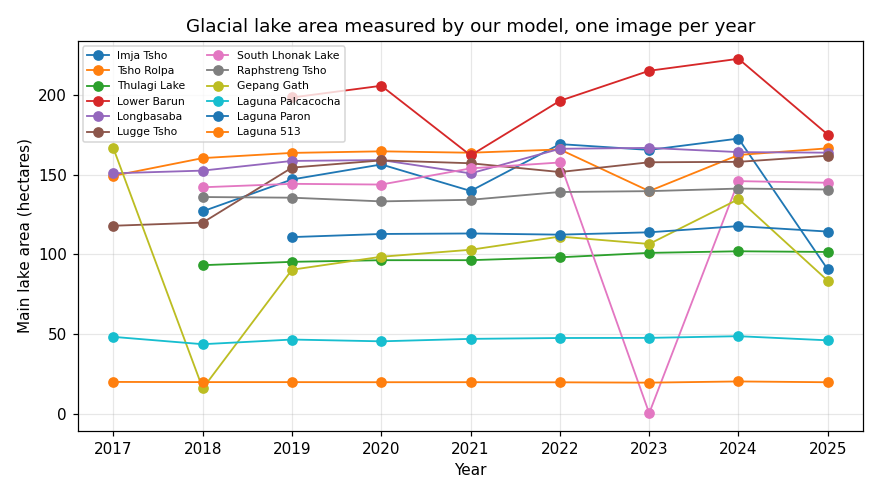 Glacial lake area measured by our model, one image per year
Imja Tsho
Tsho Rolpa
Thulagi Lake
Lower Barun
Longbasaba
Lugge Tsho
South Lhonak Lake
Raphstreng Tsho
Gepang Gath
Laguna Palcacocha
Laguna Paron
Laguna 513
Main lake area (hectares)
200
150
100
50
0
2017 2018 2019 2020 2021 2022 2023 2024 2025
Year